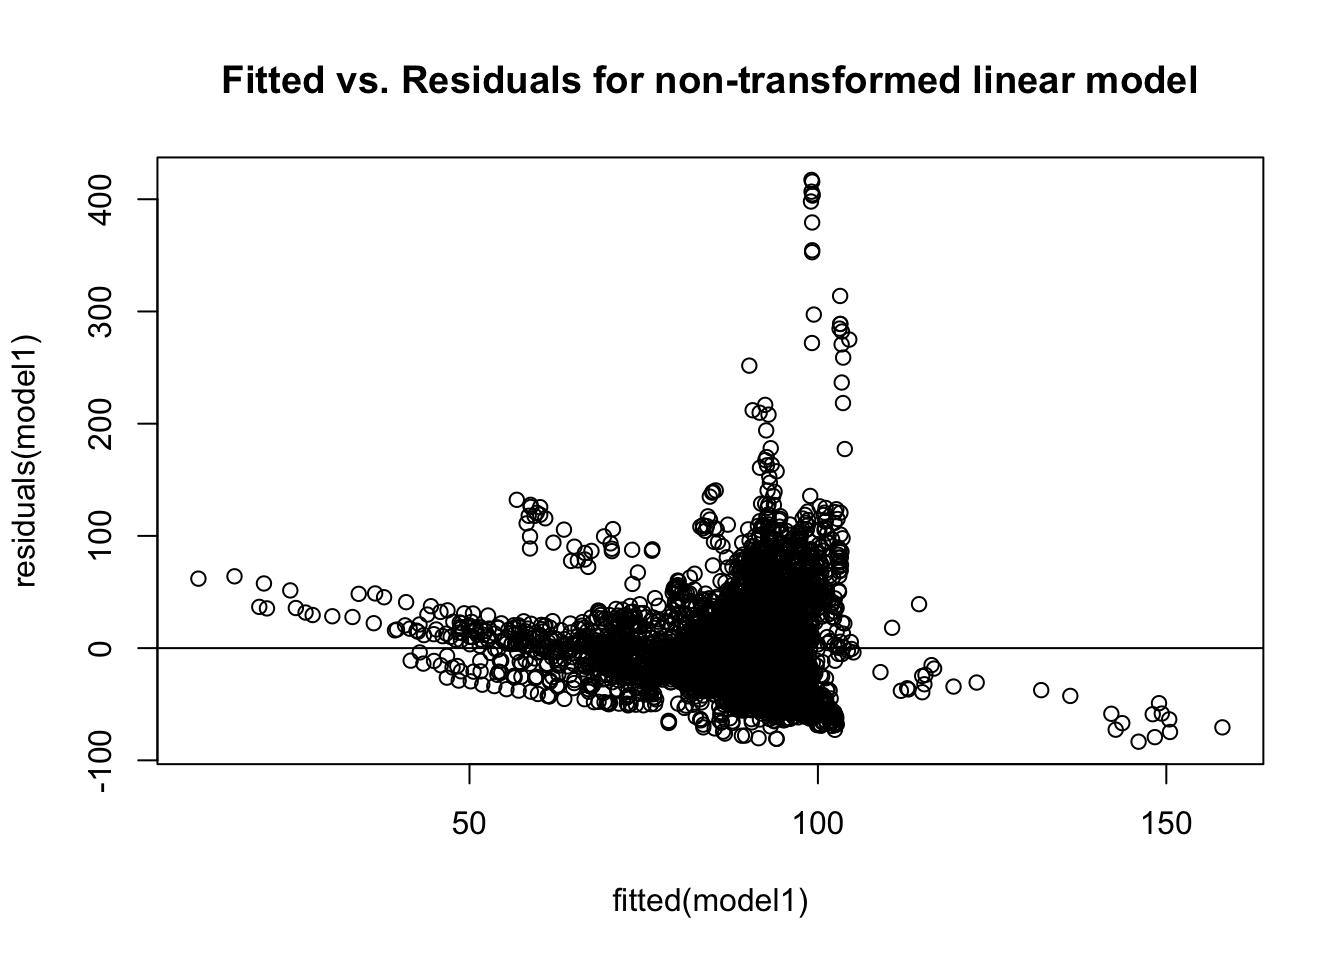 Fitted vs. Residuals for non-transformed linear model
residuals(model1)
400
300
200
100
0
-100
50 100 150
fitted(model1)